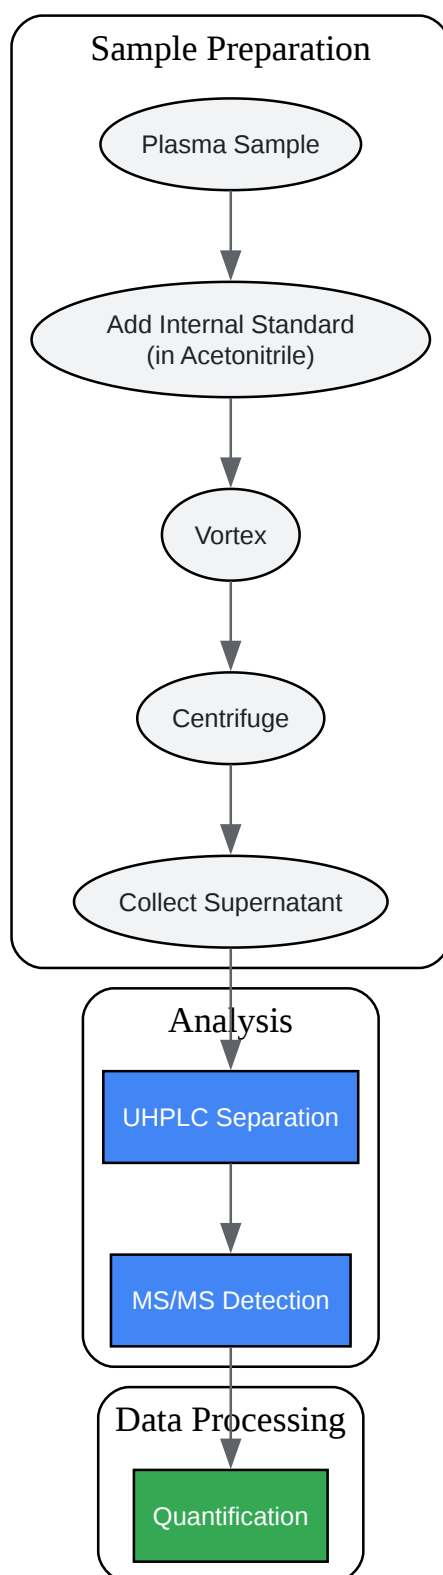 Sample Preparation
Plasma Sample
Add Internal Standard
(in Acetonitrile)
Vortex
Centrifuge
Collect Supernatant
Analysis
UHPLC Separation
MS/MS Detection
Data Processing
Quantification